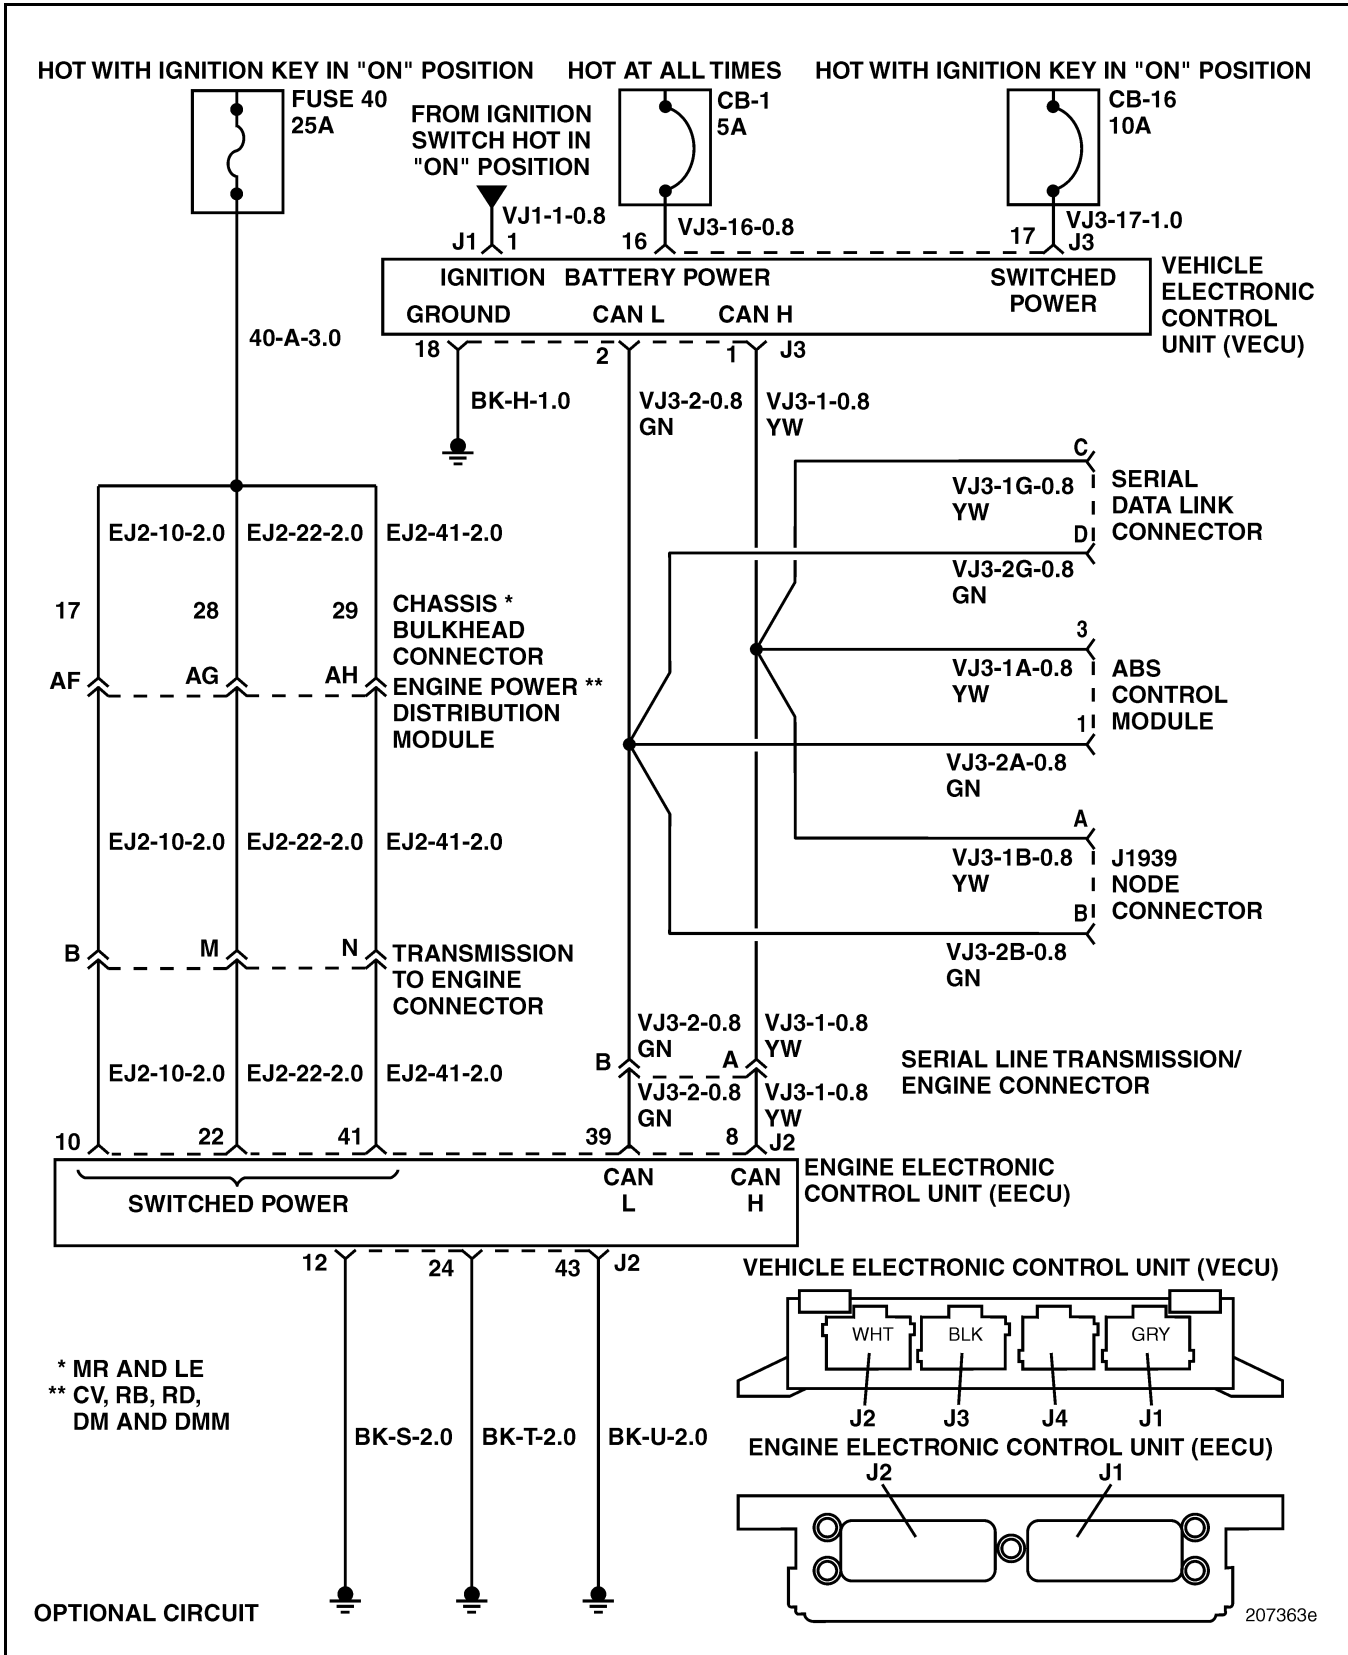 HOT WITH IGNITION KEY IN "ON" POSITION
FUSE 40
25A
FROM IGNITION
SWITCH HOT IN
"ON" POSITION
HOT AT ALL TIMES
CB-1
5A
HOT WITH IGNITION KEY IN "ON" POSITION
CB-16
10A
VJ1-1-0.8
VJ3-16-0.8
VJ3-17-1.0
J1 1
16
17 J3
IGNITION BATTERY POWER
SWITCHED
POWER
GROUND CAN L CAN H
VEHICLE
ELECTRONIC
CONTROL
UNIT (VECU)
18 2 1 J3
40-A-3.0
BK-H-1.0
VJ3-2-0.8
GN
VJ3-1-0.8
YW
C
VJ3-1G-0.8
YW
SERIAL
DATA LINK
CONNECTOR
D
VJ3-2G-0.8
GN
EJ2-10-2.0 EJ2-22-2.0 EJ2-41-2.0
17 28 29
CHASSIS *
BULKHEAD
CONNECTOR
AF AG AH
ENGINE POWER **
DISTRIBUTION
MODULE
3
VJ3-1A-0.8
YW
ABS
CONTROL
MODULE
1
VJ3-2A-0.8
GN
EJ2-10-2.0 EJ2-22-2.0 EJ2-41-2.0
A
VJ3-1B-0.8
YW
J1939
NODE
CONNECTOR
B
VJ3-2B-0.8
GN
B M N
TRANSMISSION
TO ENGINE
CONNECTOR
VJ3-2-0.8
GN
VJ3-1-0.8
YW
B A
SERIAL LINE TRANSMISSION/
ENGINE CONNECTOR
EJ2-10-2.0 EJ2-22-2.0 EJ2-41-2.0
VJ3-2-0.8
GN
VJ3-1-0.8
YW
10 22 41 39 8 J2
SWITCHED POWER
CAN
L
CAN
H
ENGINE ELECTRONIC
CONTROL UNIT (EECU)
12 24 43 J2
VEHICLE ELECTRONIC CONTROL UNIT (VECU)
WHT BLK GRY
J2 J3 J4 J1
* MR AND LE
** CV, RB, RD,
DM AND DMM
BK-S-2.0 BK-T-2.0 BK-U-2.0
ENGINE ELECTRONIC CONTROL UNIT (EECU)
J2 J1
OPTIONAL CIRCUIT
207363e